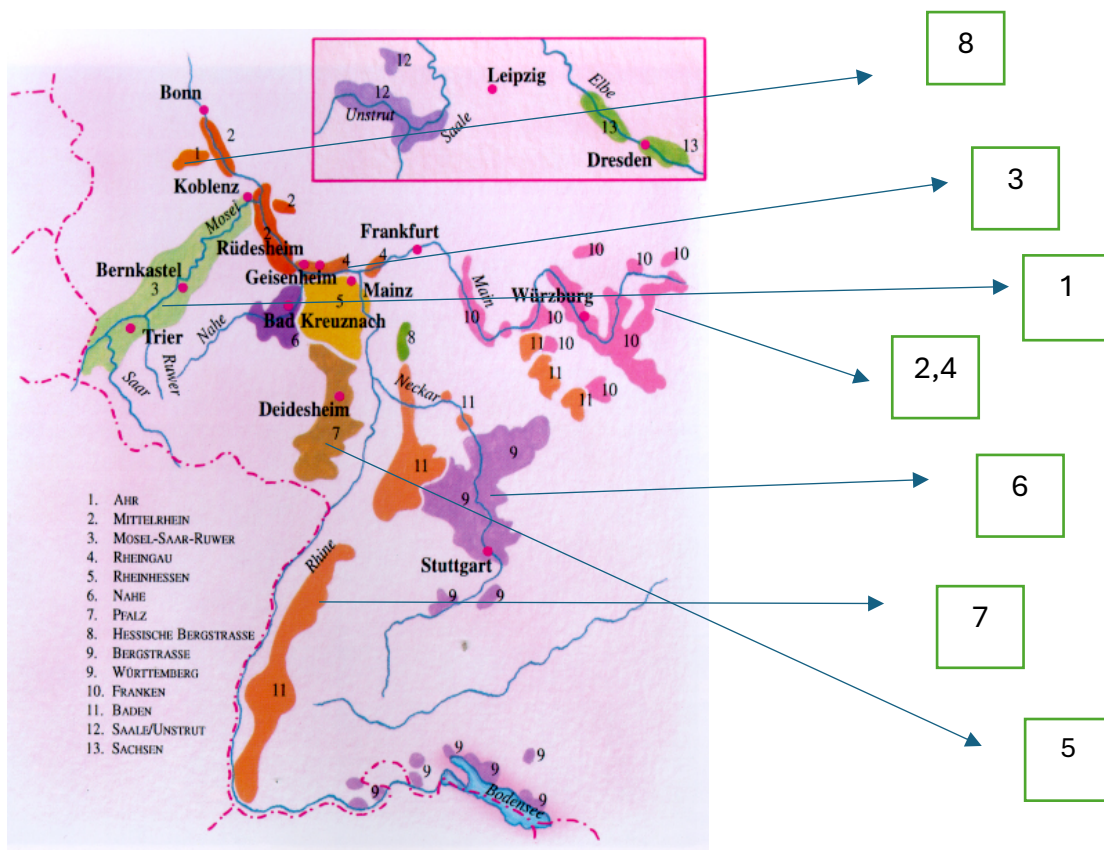 8
12
Leipzig
Elbe
12
Bonn
Unstrut
Saale
13
2
13
1
Dresden
3
Koblenz
2
Mosel
Frankfurt
2
10
10
10
Rüdesheim
4
4
Bernkastel
Geisenheim
Main
1
3
Mainz
Würzburg
5
Nahe
Bad Kreuznach
10
10
Trier
6
8
11
10
10
Ruwer
11
2,4
Saar
Neckar
10
11
11
Deidesheim
7
9
11
6
9
1. AHR
2. MITTELRHEIN
3. MOSEL-SAAR-RUWER
4. RHEINGAU
5. RHEINHESSEN
6. NAHE
7. PFALZ
8. HESSISCHE BERGSTRASSE
9. BERGSTRASSE
9. WÜRTTEMBERG
10. FRANKEN
11. BADEN
12. SAALE/UNSTRUT
13. SACHSEN
Rhine
Stuttgart
9
9
7
11
5
9
9
9
9
9
9
Bodensee